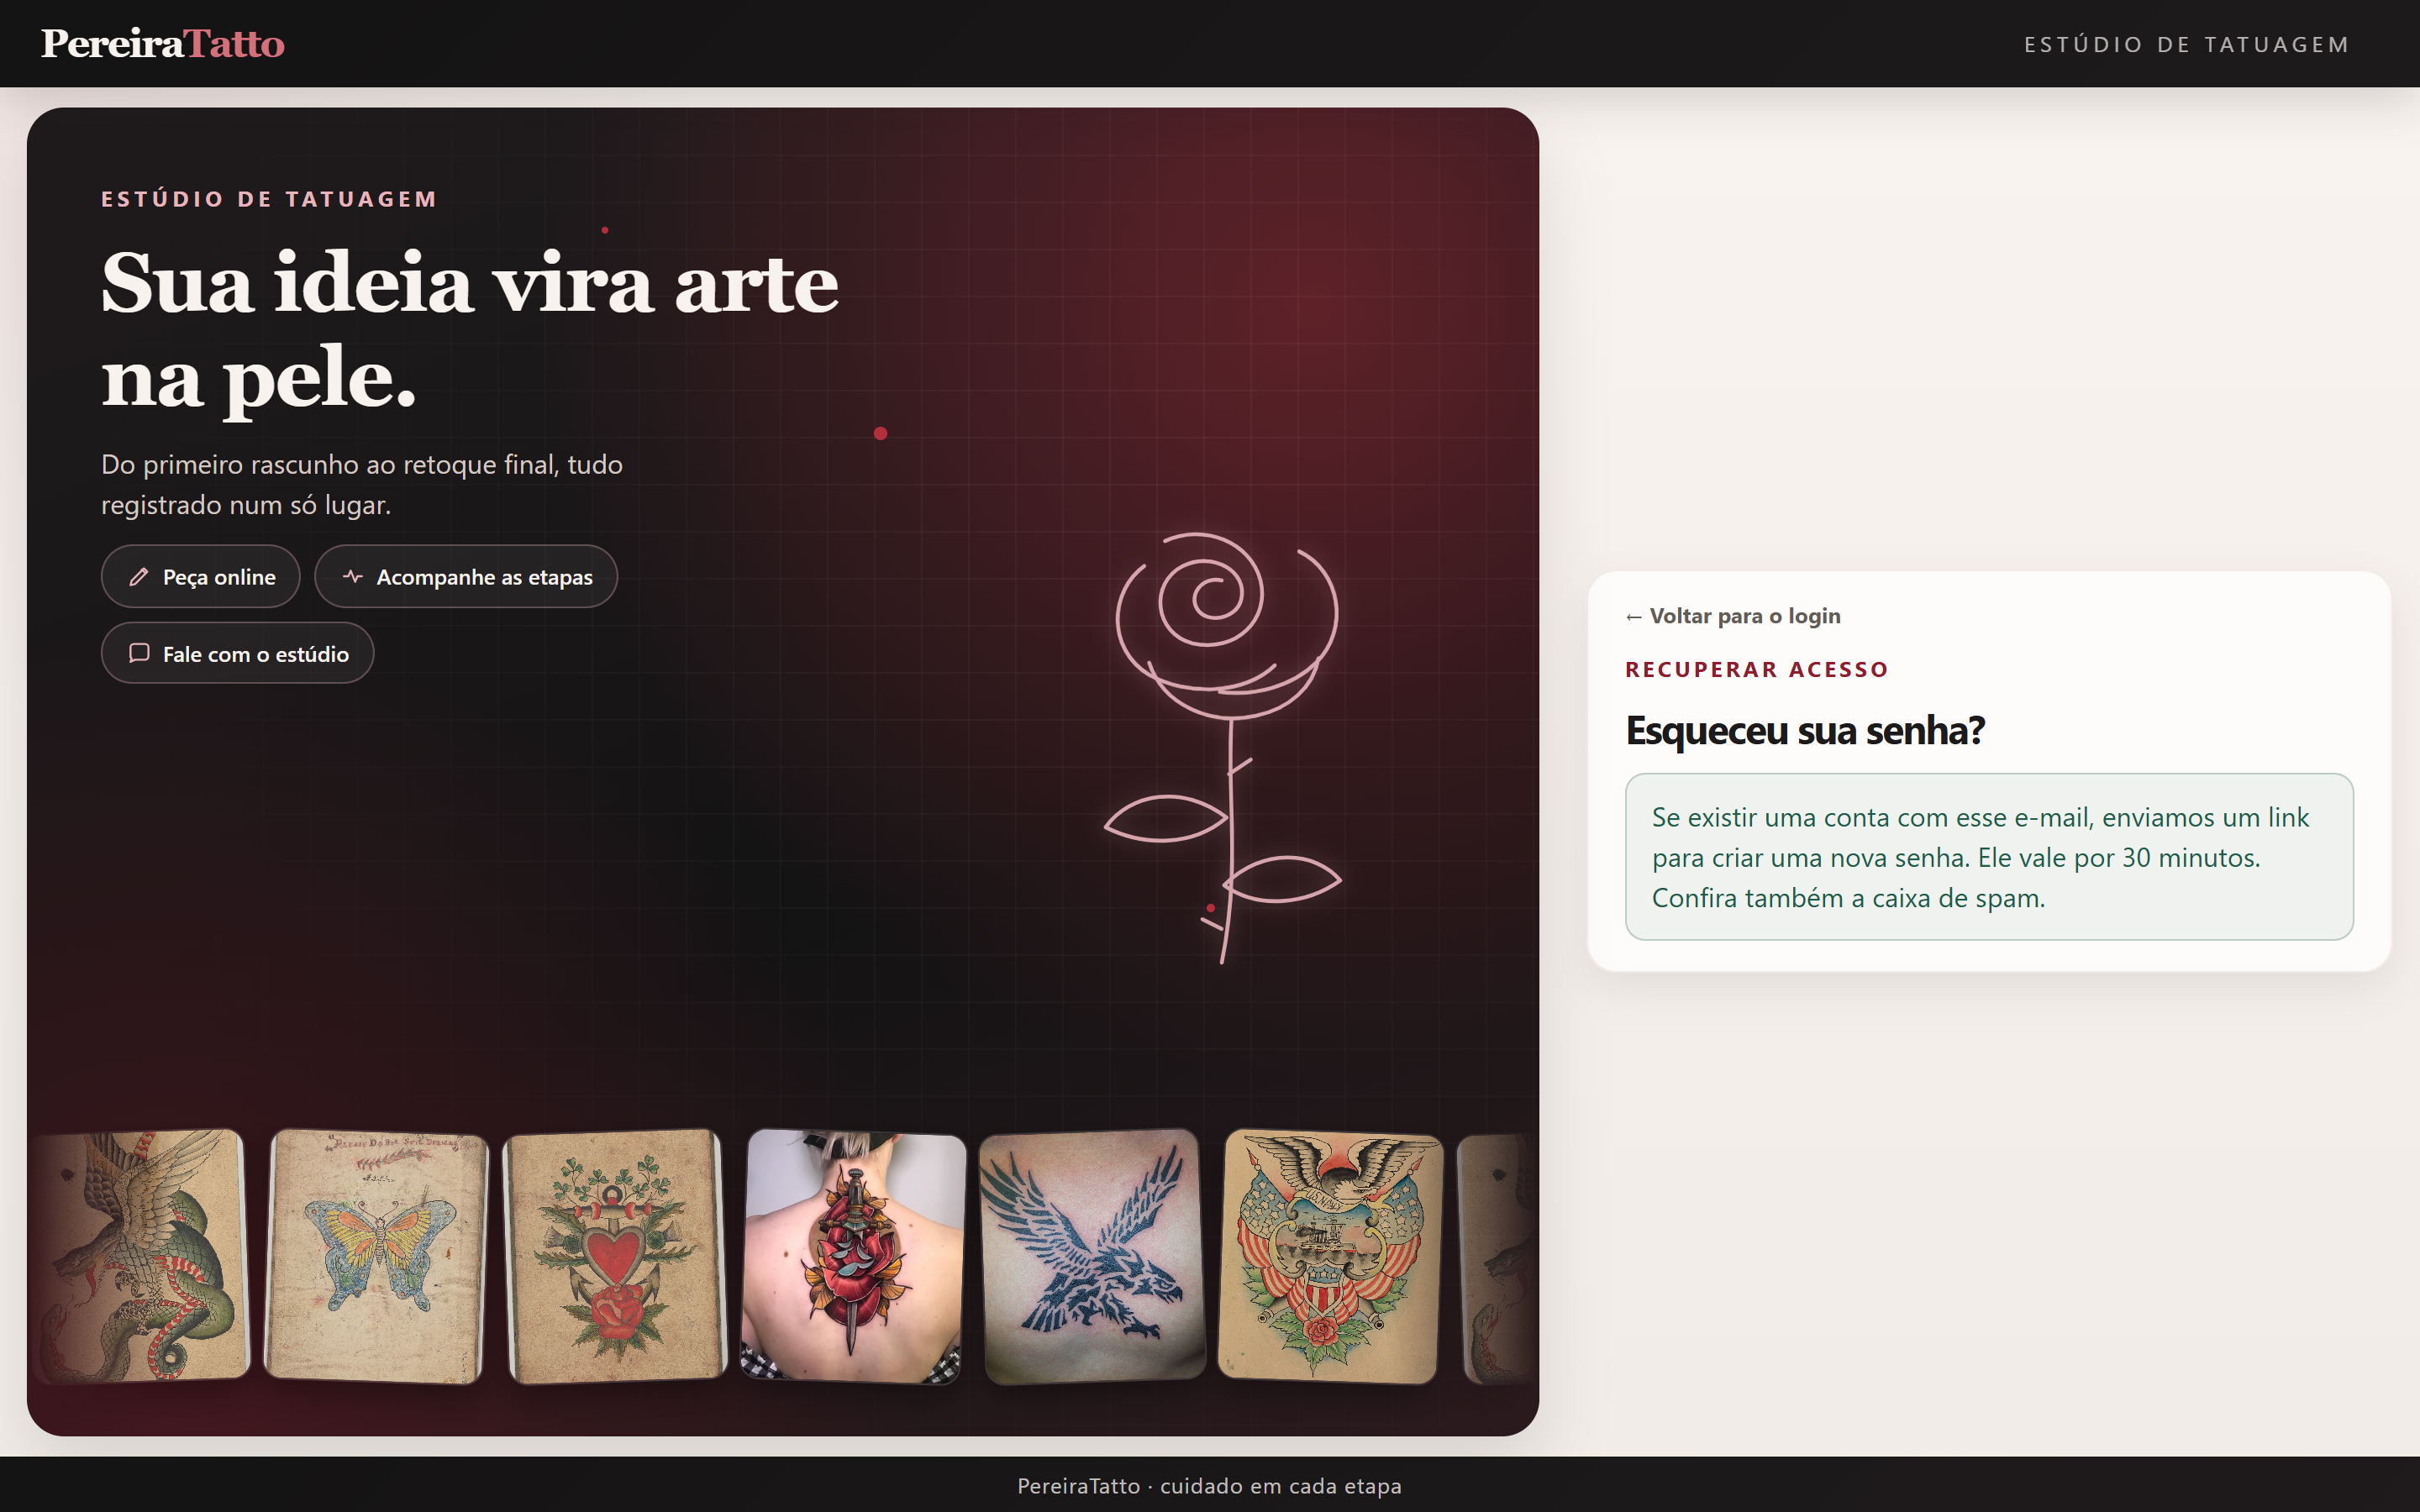 PereiraTatto
ESTÚDIO DE TATUAGEM
ESTÚDIO DE TATUAGEM
Sua ideia vira arte
na pele.
Do primeiro rascunho ao retoque final, tudo
registrado num só lugar.
Peça online
Acompanhe as etapas
Fale com o estúdio
← Voltar para o login
RECUPERAR ACESSO
Esqueceu sua senha?
Se existir uma conta com esse e-mail, enviamos um link
para criar uma nova senha. Ele vale por 30 minutos.
Confira também a caixa de spam.
U.S. NAVY
PereiraTatto · cuidado em cada etapa